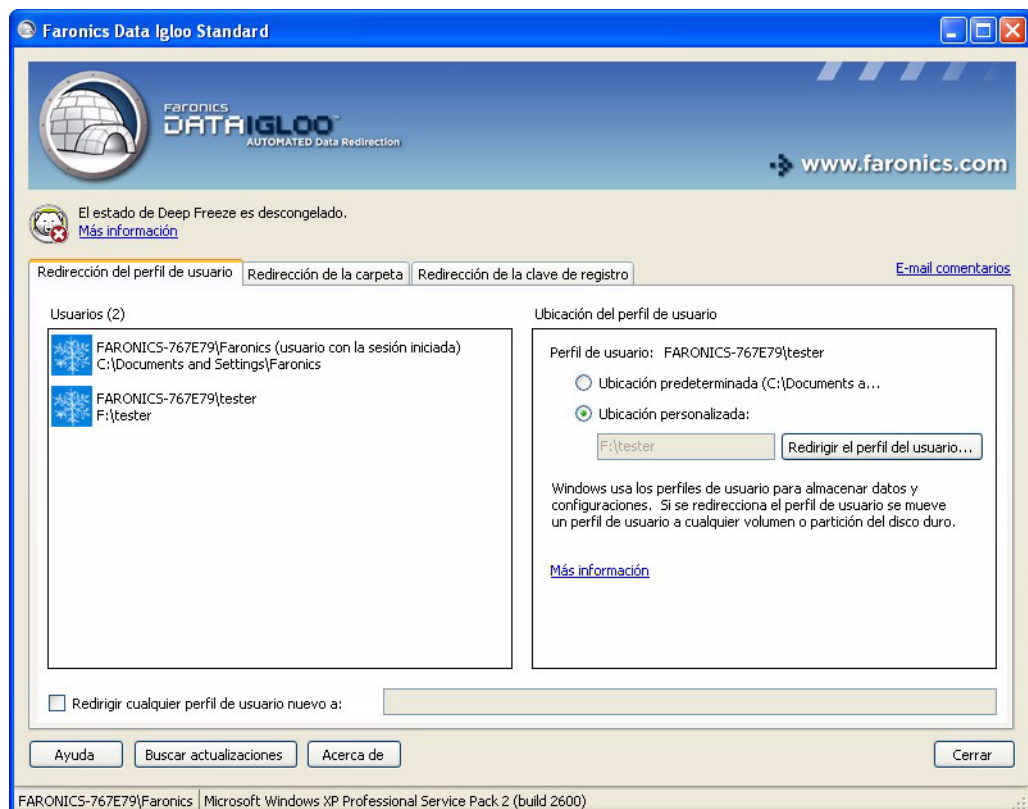 Faronics Data Igloo Standard
Faronics
DATAIGLOO™
AUTOMATED Data Redirection
www.faronics.com
El estado de Deep Freeze es descongelado.
Más información
Redirección del perfil de usuario
Redirección de la carpeta
Redirección de la clave de registro
E-mail comentarios
Usuarios (2)
FARONICS-767E79\Faronics (usuario con la sesión iniciada)
C:\Documents and Settings\Faronics
FARONICS-767E79\tester
F:\tester
Ubicación del perfil de usuario
Perfil de usuario: FARONICS-767E79\tester
Ubicación predeterminada (C:\Documents a...
Ubicación personalizada:
F:\tester
Redirigir el perfil del usuario...
Windows usa los perfiles de usuario para almacenar datos y
configuraciones. Si se redirecciona el perfil de usuario se mueve
un perfil de usuario a cualquier volumen o partición del disco duro.
Más información
Redirigir cualquier perfil de usuario nuevo a:
Ayuda
Buscar actualizaciones
Acerca de
Cerrar
FARONICS-767E79\Faronics
Microsoft Windows XP Professional Service Pack 2 (build 2600)